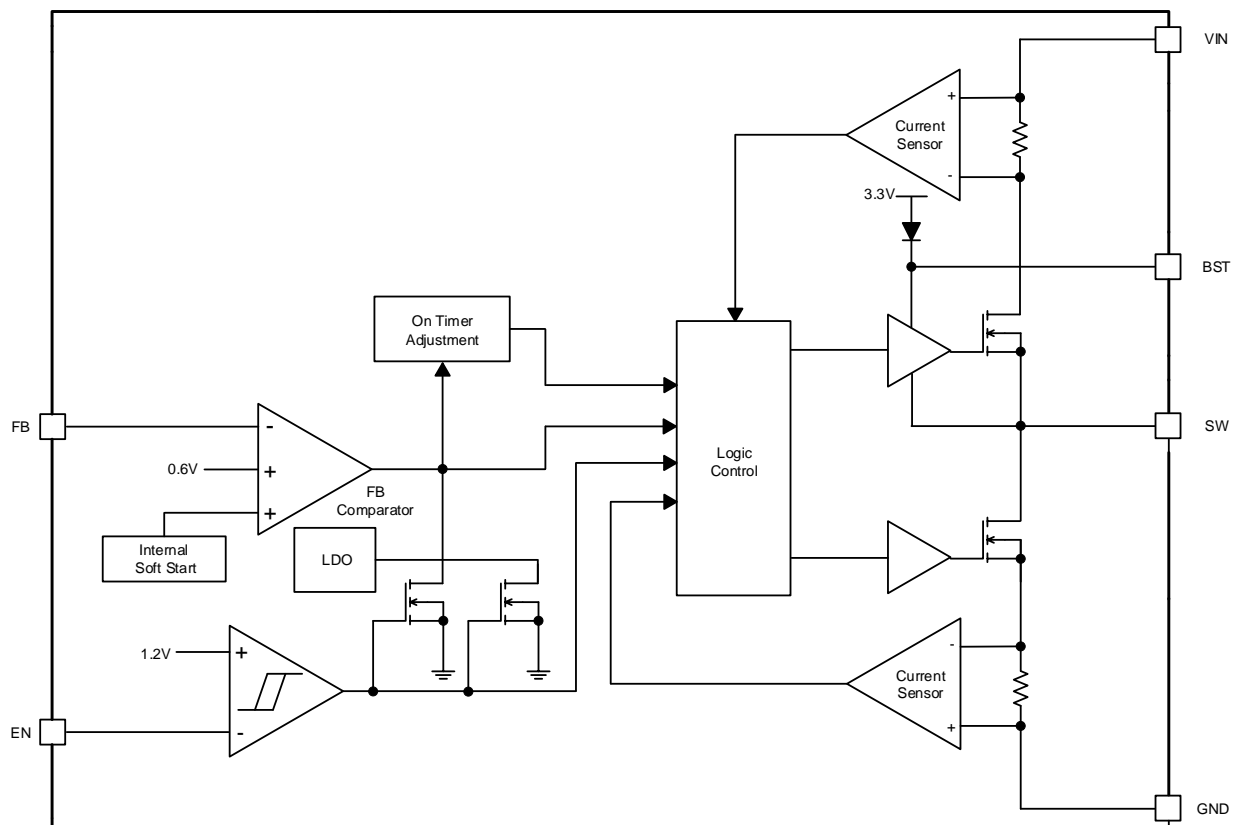 VIN
+
Current
Sensor
-
3.3V
BST
On Timer
Adjustment
FB
-
SW
0.6V
+
FB
Comparator
Logic
Control
+
Internal
Soft Start
LDO
1.2V
+
-
Current
Sensor
EN
-
+
GND